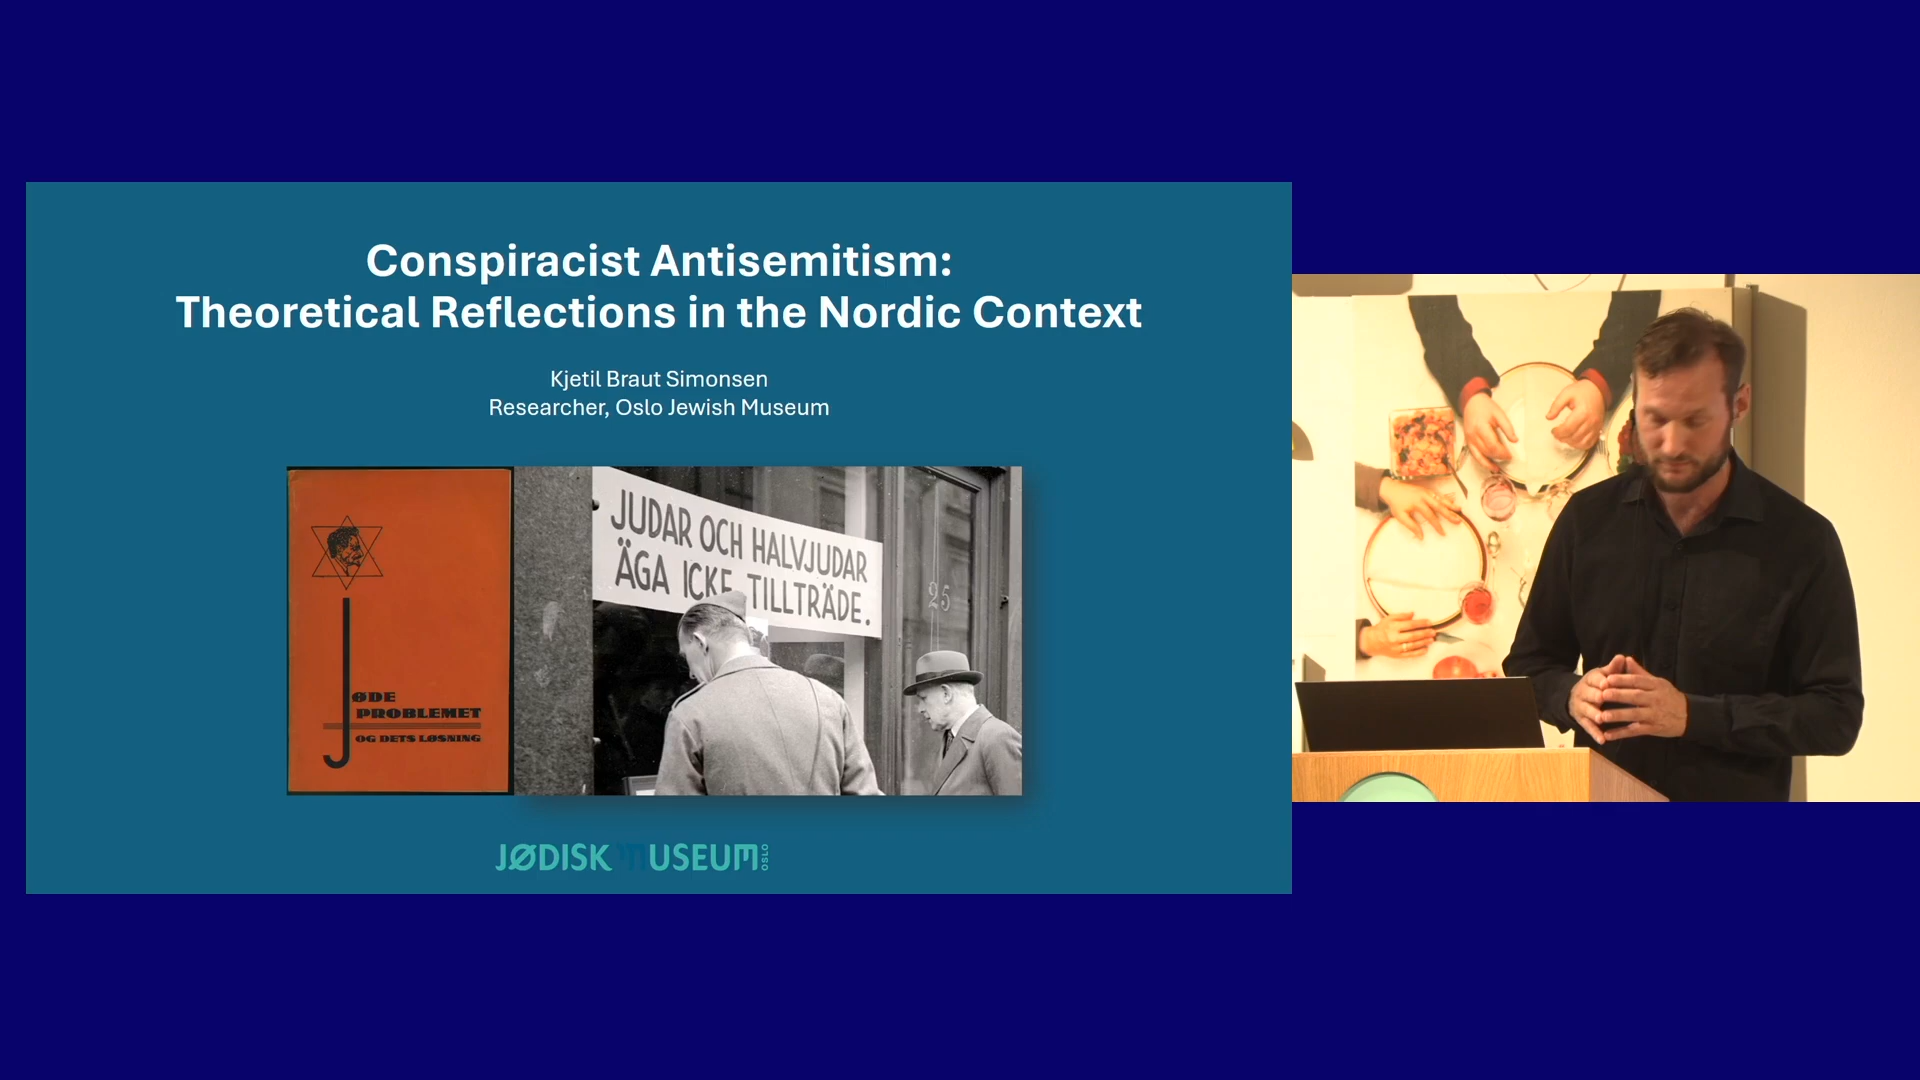 Conspiracist Antisemitism:
Theoretical Reflections in the Nordic Context
Kjetil Braut Simonsen
Researcher, Oslo Jewish Museum
JØDE
PROBLEMET
OG DETS LØSNING
JUDAR OCH HALVJUDAR
ÄGA ICKE TILLTRÄDE.
25
JØDISK MUSEUM OSLO